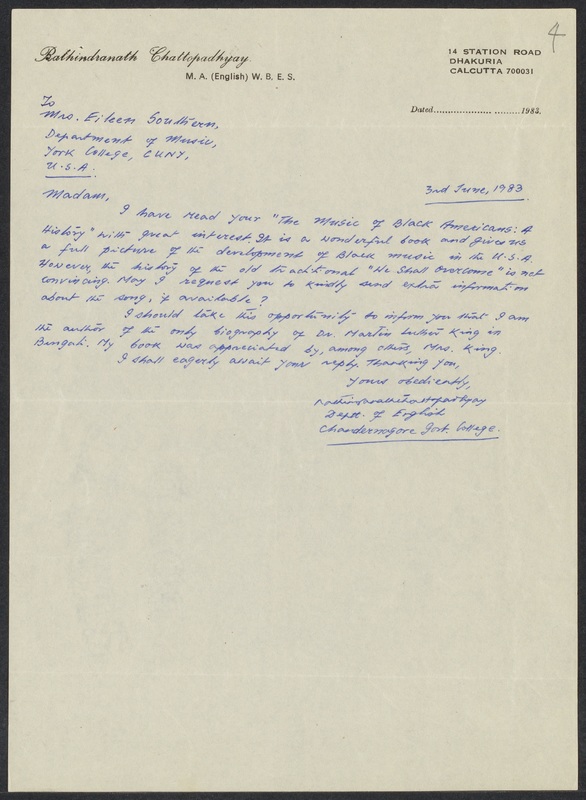 4
Rathindranath Chattopadhyay
M. A. (English) W. B. E. S.
14 STATION ROAD
DHAKURIA
CALCUTTA 700031
Dated..............................1983.
To
Mrs. Eileen Southern,
Department of Music,
York College, CUNY,
U.S.A.
3rd June, 1983
Madam,
I have read your "The Music of Black Americans: A
History" with great interest. It is a wonderful book and gives us
a full picture of the development of Black music in the U.S.A.
However, the history of the old traditional "We Shall Overcome" is not
convincing. May I request you to kindly send extra information
about the song, if available?
I should take this opportunity to inform you that I am
the author of the only biography of Dr. Martin Luther King in
Bengali. My book was appreciated by, among others, Mrs. King.
I shall eagerly await your reply. Thanking you,
Yours obediently,
Rathindranath Chattopadhyay
Deptt. of English
Chandernagore Govt. College.